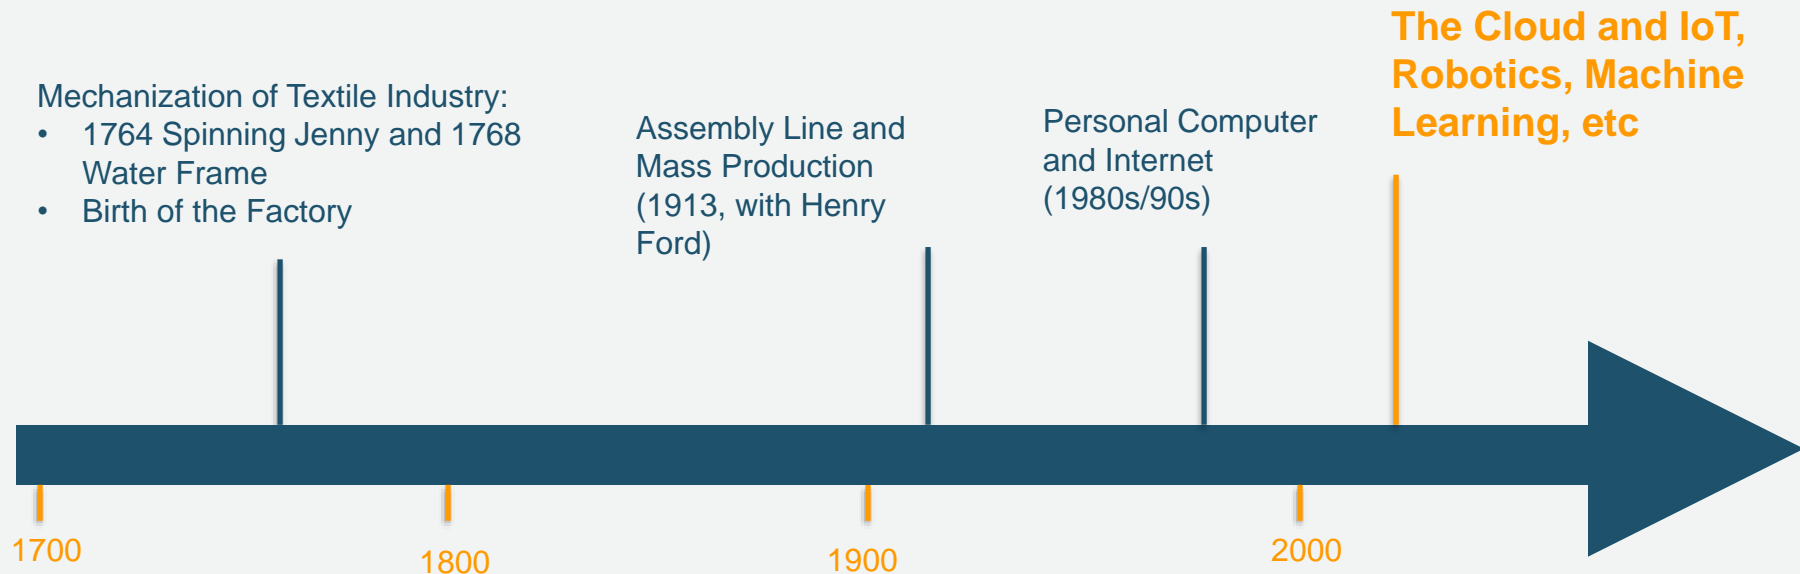 Mechanization of Textile Industry:
• 1764 Spinning Jenny and 1768
Water Frame
• Birth of the Factory
Assembly Line and
Mass Production
(1913, with Henry
Ford)
Personal Computer
and Internet
(1980s/90s)
The Cloud and IoT,
Robotics, Machine
Learning, etc
1700
1800
1900
2000